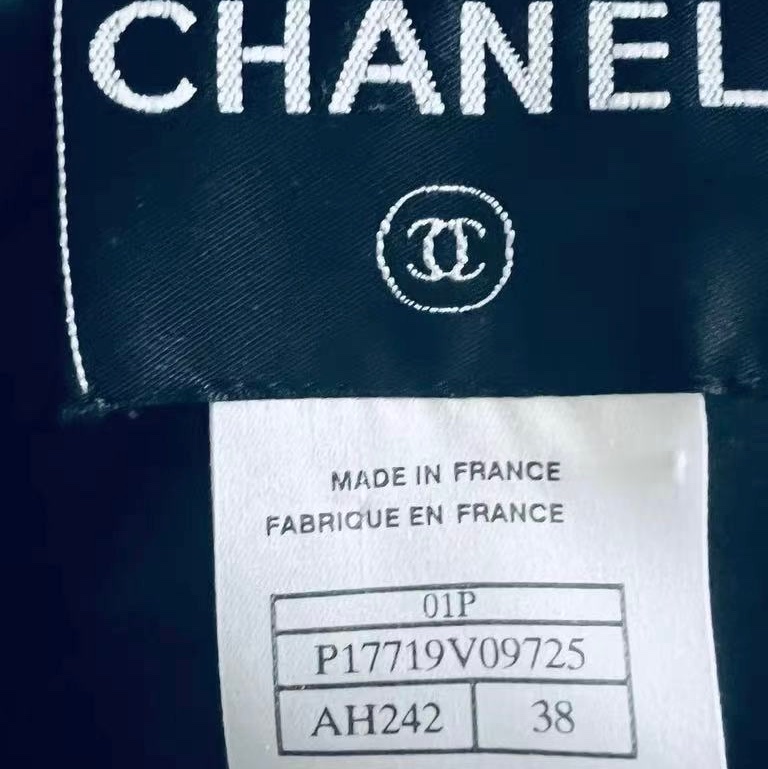 CHANEL
MADE IN FRANCE
FABRIQUE EN FRANCE
01P
P17719V09725
AH242 38